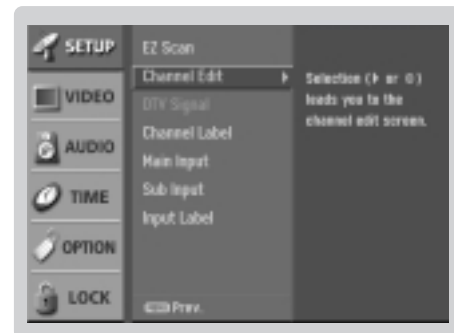 SETUP
VIDEO
AUDIO
TIME
OPTION
LOCK
EZ Scan
Channel Edit
DTV Signal
Channel Label
Main Input
Sub Input
Input Label
Prev.
Selection (▶ or ⊙)
leads you to the
channel edit screen.